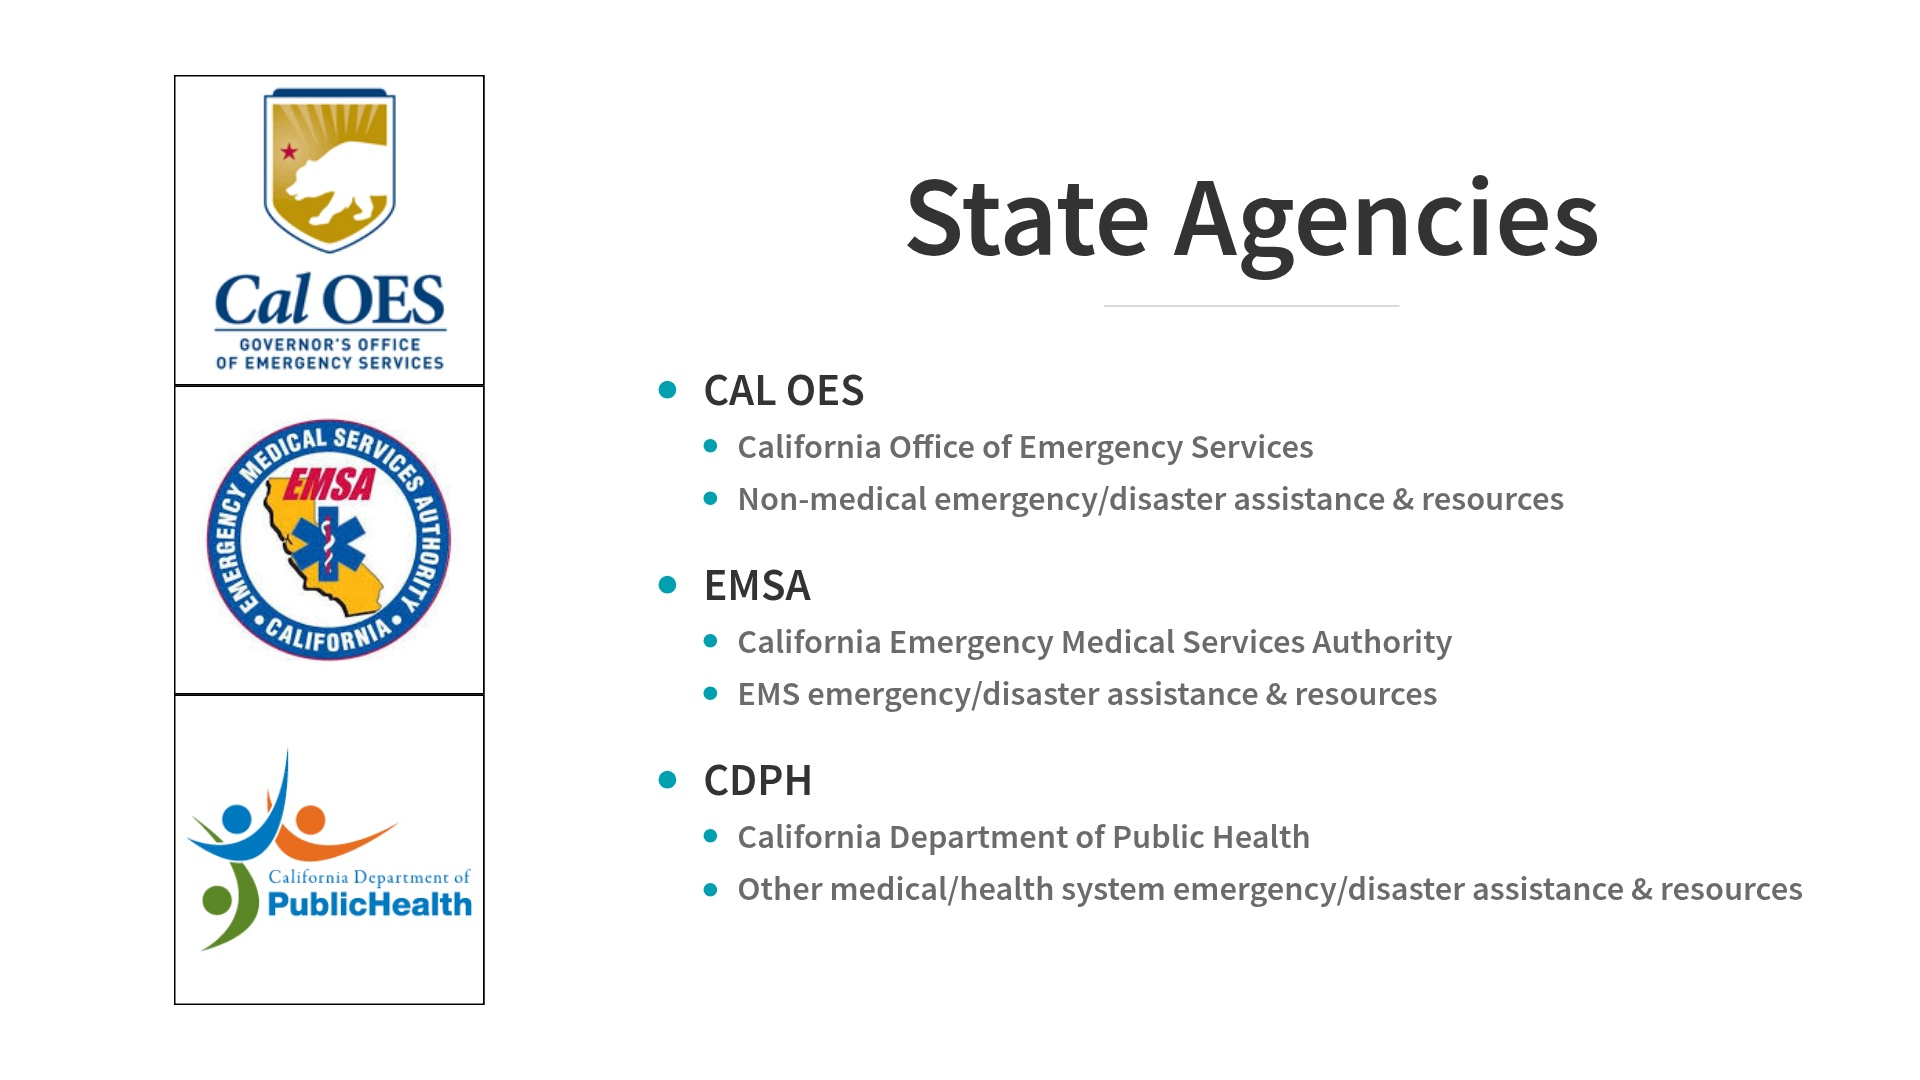 Cal OES
GOVERNOR'S OFFICE
OF EMERGENCY SERVICES
EMERGENCY MEDICAL SERVICES AUTHORITY
EMSA
• CALIFORNIA •
California Department of
PublicHealth
State Agencies
• CAL OES
• California Office of Emergency Services
• Non-medical emergency/disaster assistance & resources
• EMSA
• California Emergency Medical Services Authority
• EMS emergency/disaster assistance & resources
• CDPH
• California Department of Public Health
• Other medical/health system emergency/disaster assistance & resources